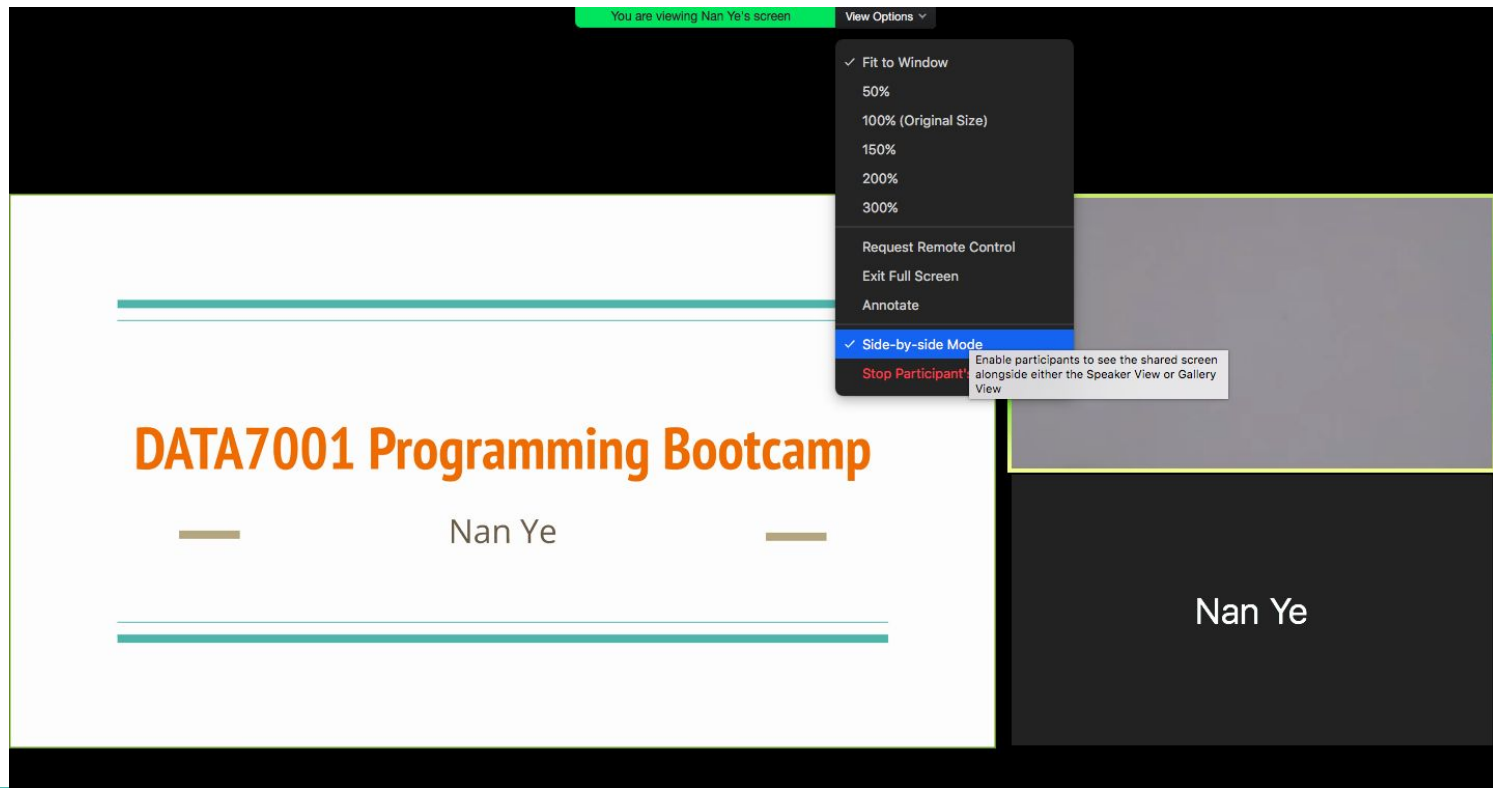 You are viewing Nan Ye's screen
View Options
Fit to Window
50%
100% (Original Size)
150%
200%
300%
Request Remote Control
Exit Full Screen
Annotate
Side-by-side Mode
Stop Participant's
Enable participants to see the shared screen
alongside either the Speaker View or Gallery
View
DATA7001 Programming Bootcamp
Nan Ye
Nan Ye